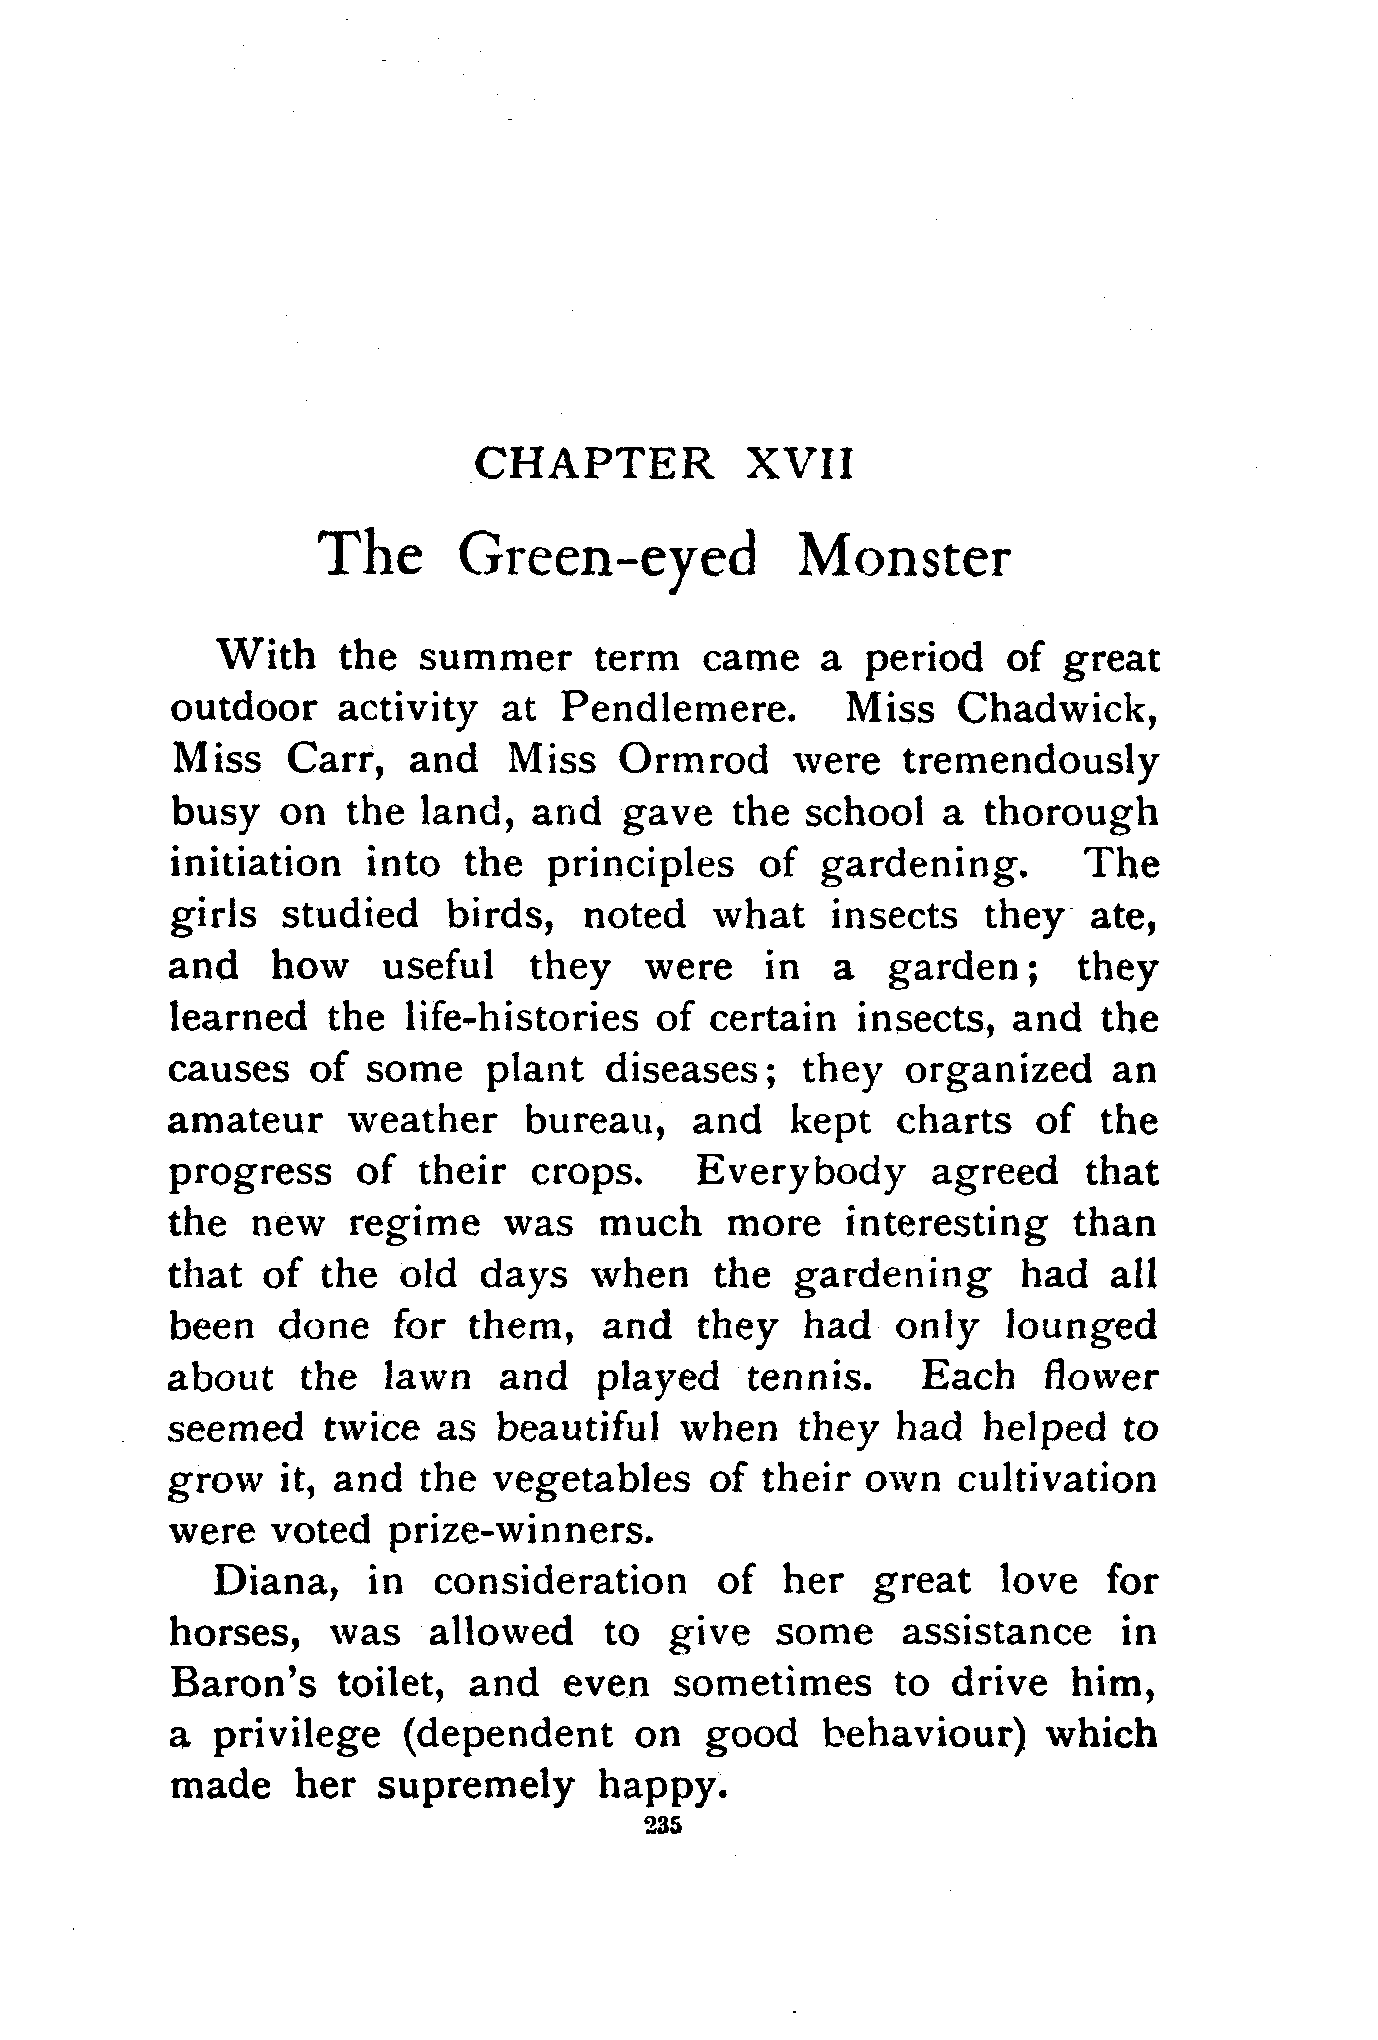 CHAPTER XVII
The Green-eyed Monster
With the summer term came a period of great
outdoor activity at Pendlemere. Miss Chadwick,
Miss Carr, and Miss Ormrod were tremendously
busy on the land, and gave the school a thorough
initiation into the principles of gardening. The
girls studied birds, noted what insects they ate,
and how useful they were in a garden; they
learned the life-histories of certain insects, and the
causes of some plant diseases; they organized an
amateur weather bureau, and kept charts of the
progress of their crops. Everybody agreed that
the new regime was much more interesting than
that of the old days when the gardening had all
been done for them, and they had only lounged
about the lawn and played tennis. Each flower
seemed twice as beautiful when they had helped to
grow it, and the vegetables of their own cultivation
were voted prize-winners.
Diana, in consideration of her great love for
horses, was allowed to give some assistance in
Baron's toilet, and even sometimes to drive him,
a privilege (dependent on good behaviour) which
made her supremely happy.
235